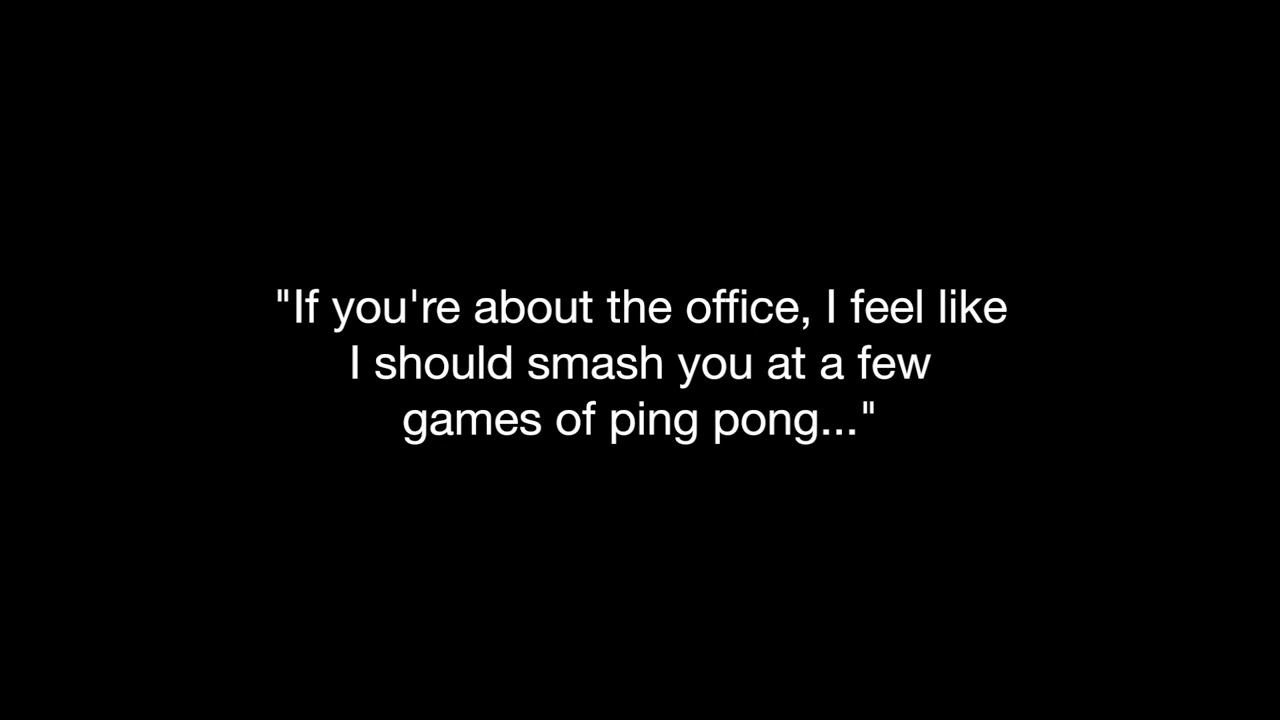 "If you're about the office, I feel like
I should smash you at a few
games of ping pong..."